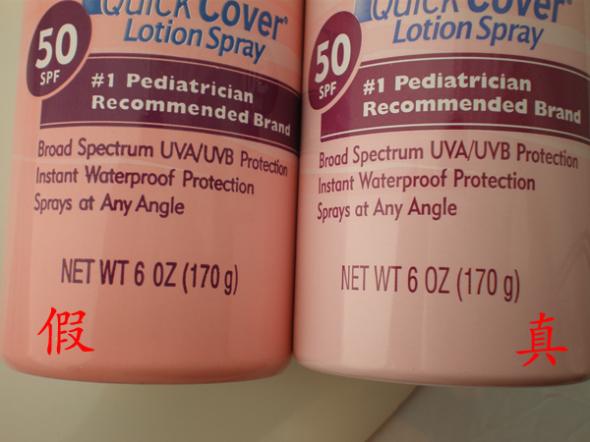 Quick Cover®
Lotion Spray
50
SPF
#1 Pediatrician
Recommended Brand
Broad Spectrum UVA/UVB Protection
Instant Waterproof Protection
Sprays at Any Angle
NET WT 6 OZ (170 g)
假
Quick Cover®
Lotion Spray
50
SPF
#1 Pediatrician
Recommended Brand
Broad Spectrum UVA/UVB Protection
Instant Waterproof Protection
Sprays at Any Angle
NET WT 6 OZ (170 g)
真